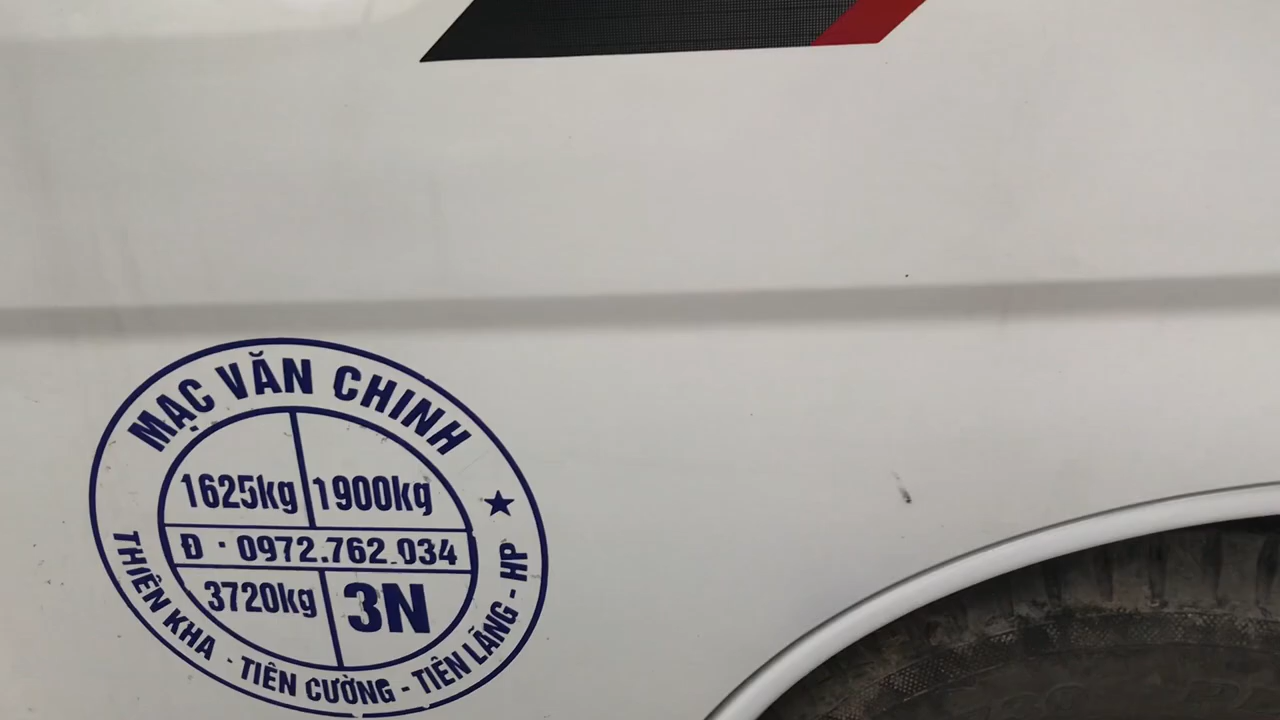 MẠC VĂN CHINH
1625kg 1900kg
Đ · 0972.762.034
3720kg 3N
THIÊN KHA - TIÊN CƯỜNG - TIÊN LÃNG - HP